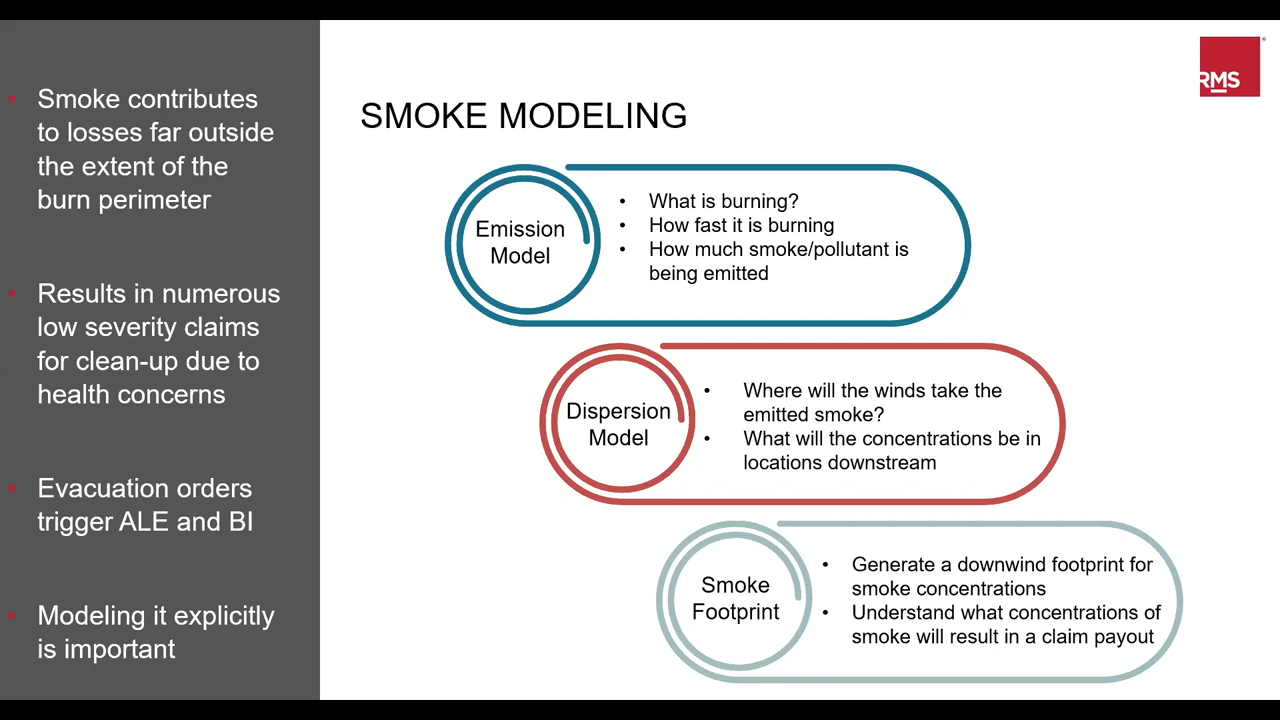 • Smoke contributes
to losses far outside
the extent of the
burn perimeter
• Results in numerous
low severity claims
for clean-up due to
health concerns
• Evacuation orders
trigger ALE and BI
• Modeling it explicitly
is important
RMS
®
SMOKE MODELING
Emission
Model
• What is burning?
• How fast it is burning
• How much smoke/pollutant is
being emitted
Dispersion
Model
• Where will the winds take the
emitted smoke?
• What will the concentrations be in
locations downstream
Smoke
Footprint
• Generate a downwind footprint for
smoke concentrations
• Understand what concentrations of
smoke will result in a claim payout